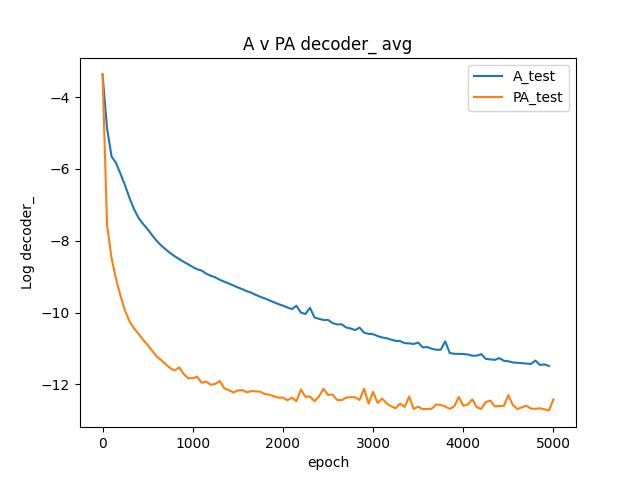 A v PA decoder_ avg
A_test
PA_test
Log decoder_
−4
−6
−8
−10
−12
0 1000 2000 3000 4000 5000
epoch